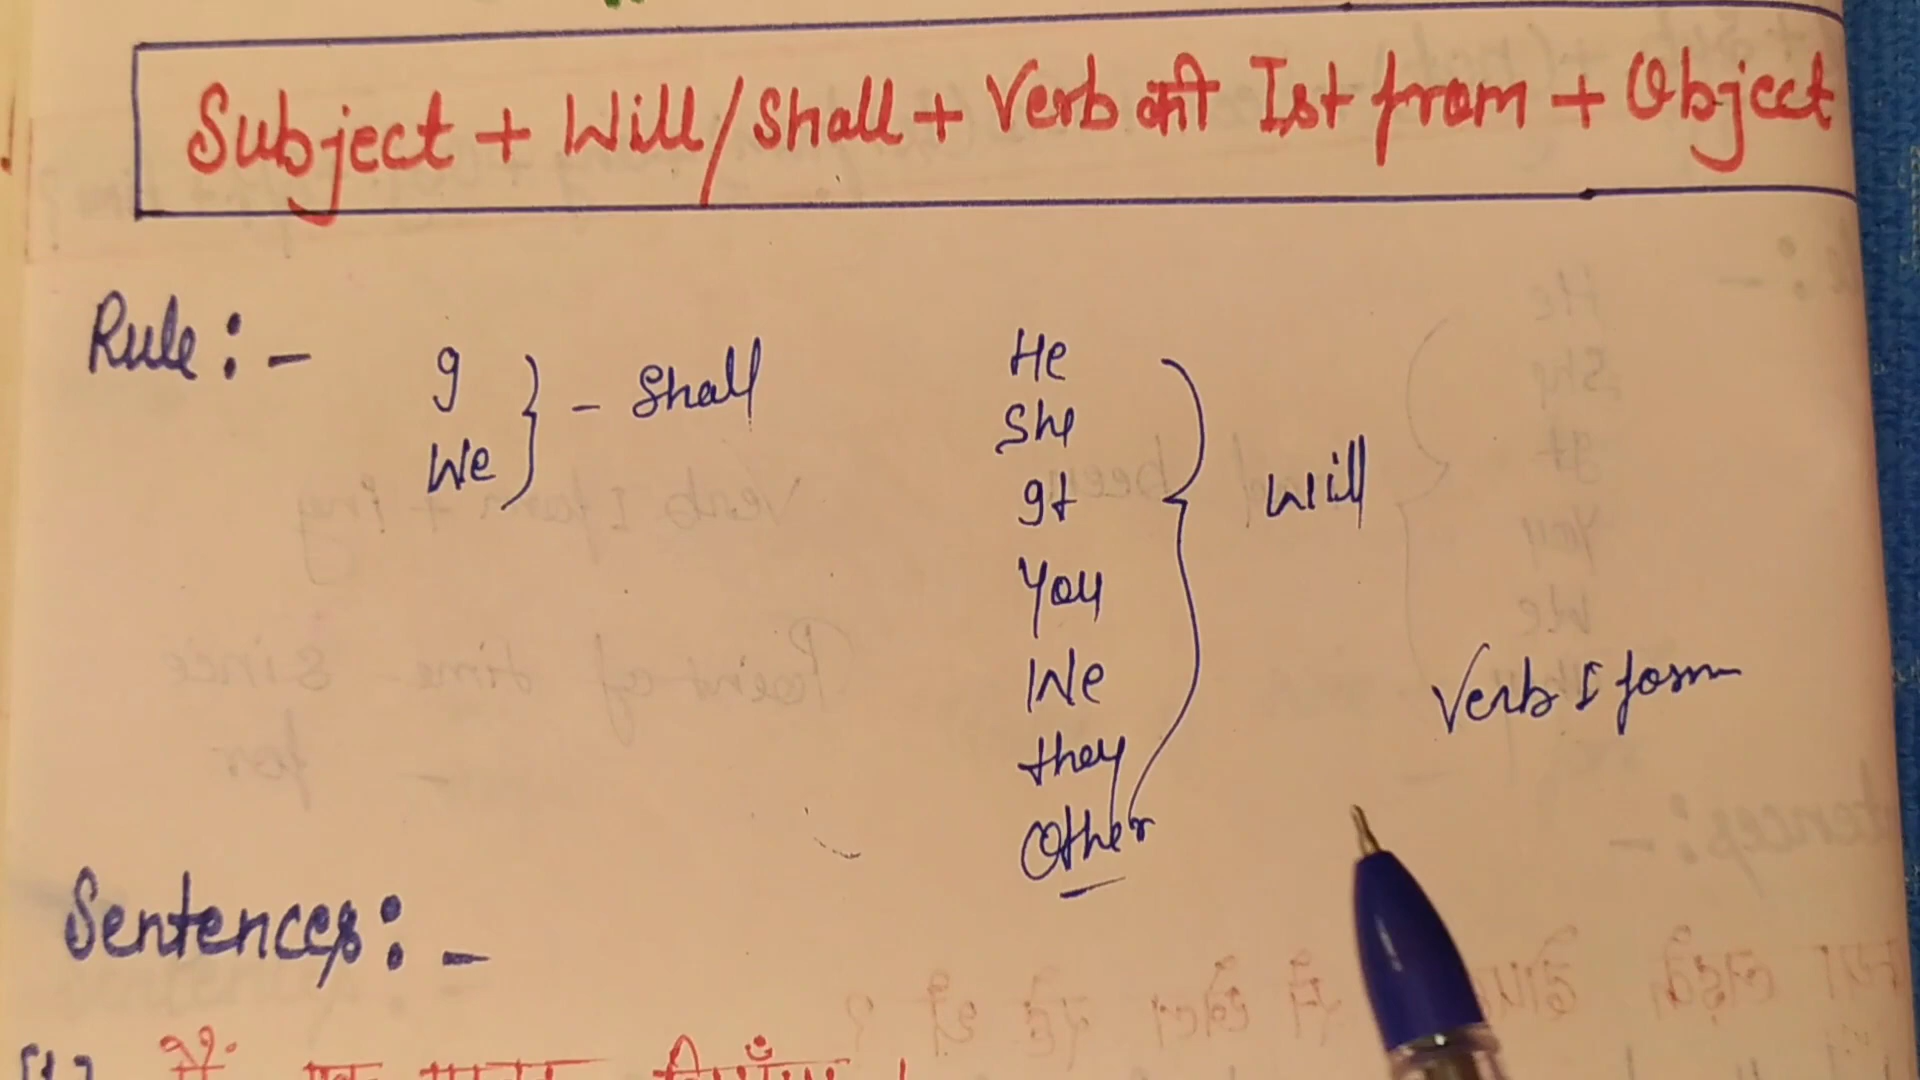 Subject + Will/Shall + Verb की Ist from + Object
Rule :-
I
We
- Shall
He
She
It
You
We
they
Other
will
Verb I form
Sentences :-